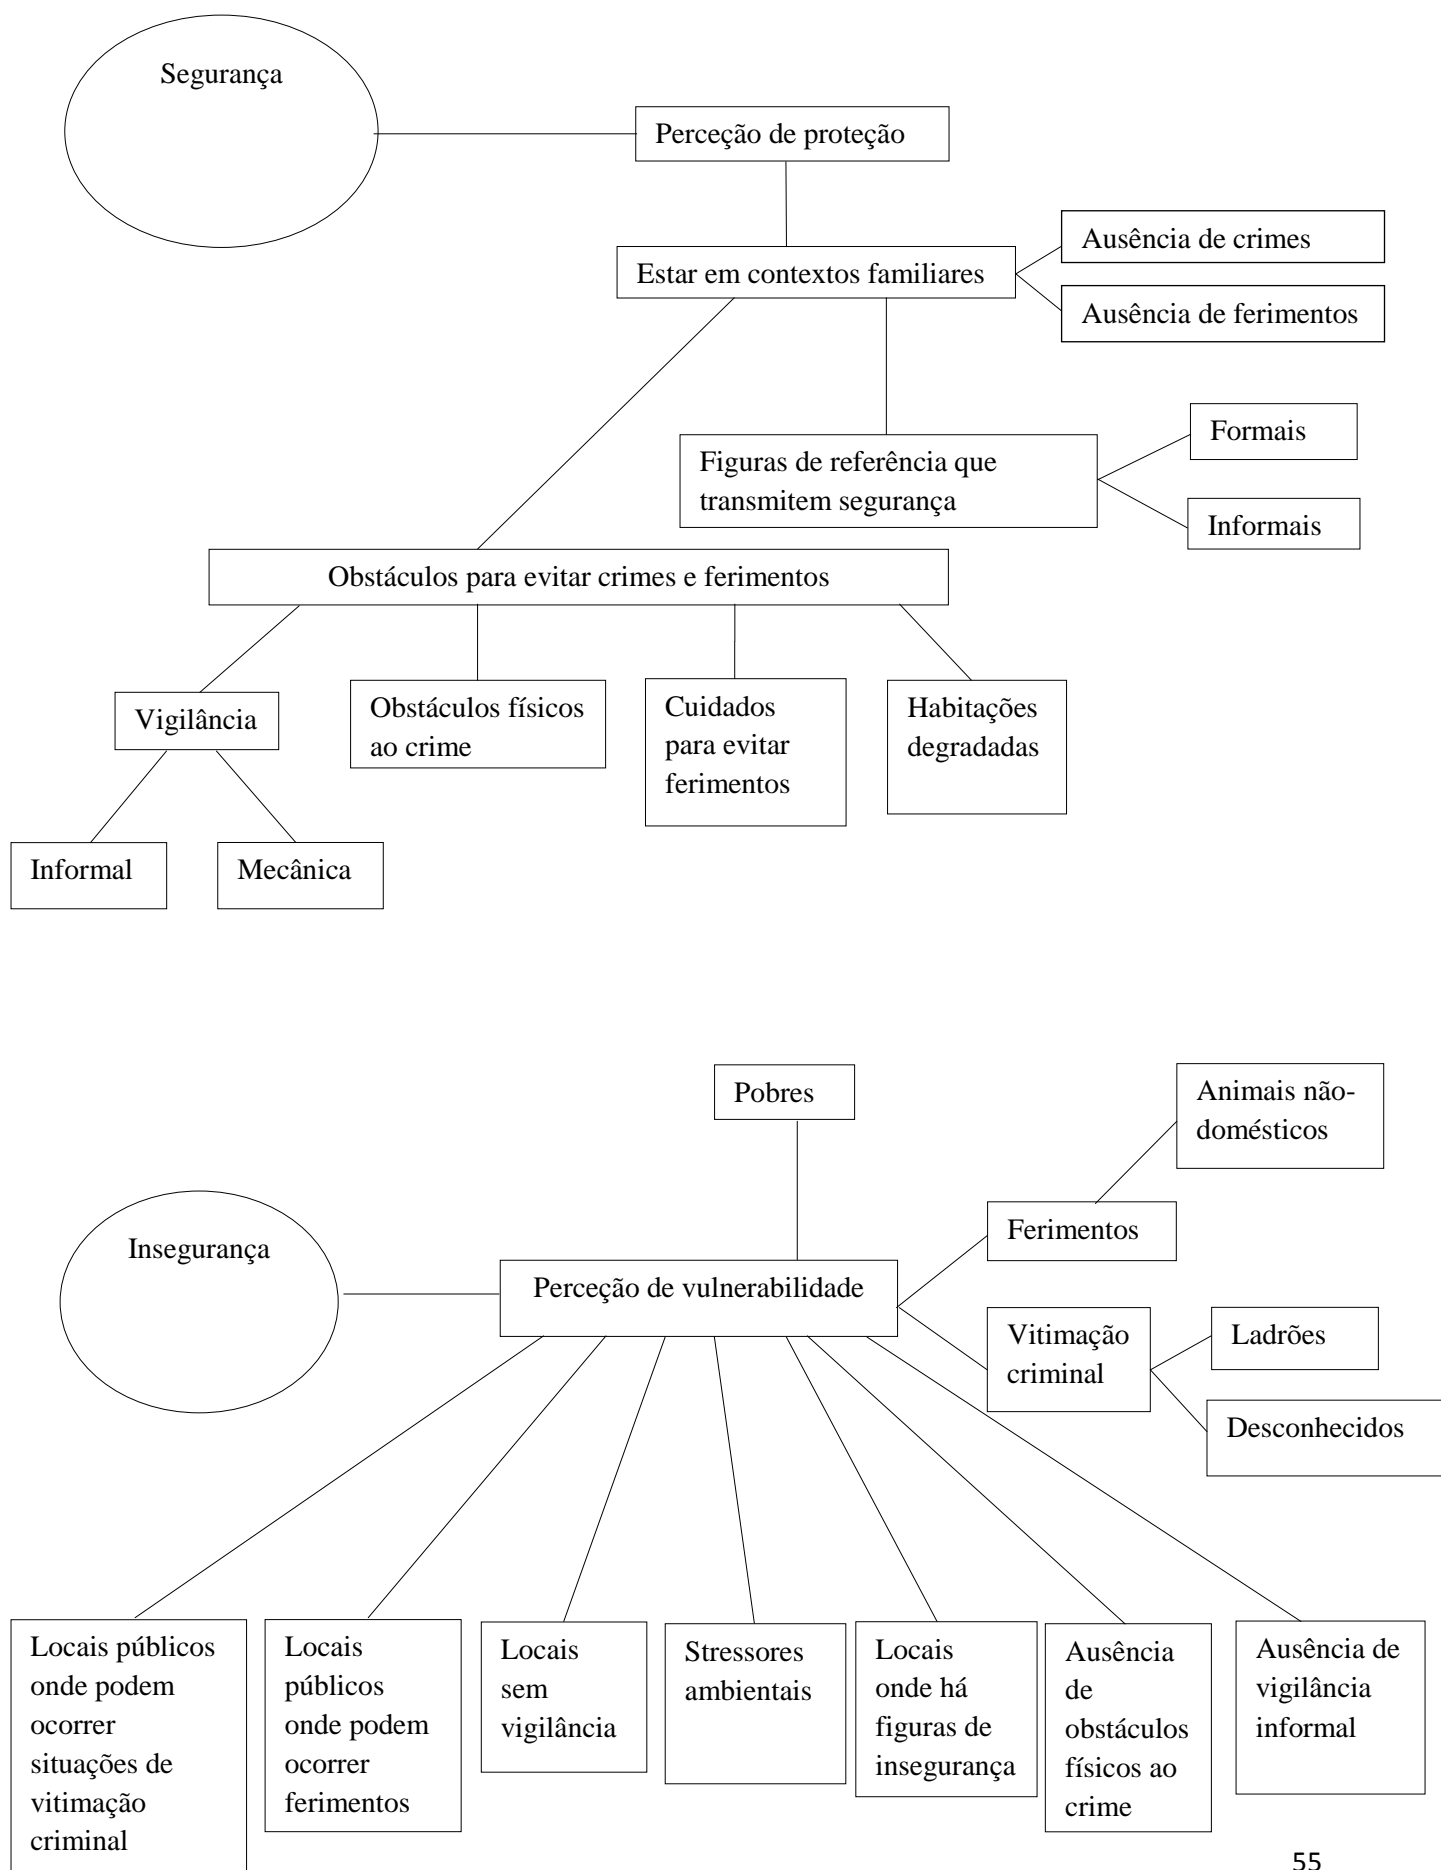 Segurança
Perceção de proteção
Ausência de crimes
Estar em contextos familiares
Ausência de ferimentos
Formais
Figuras de referência que
transmitem segurança
Informais
Obstáculos para evitar crimes e ferimentos
Vigilância
Obstáculos físicos
ao crime
Cuidados
para evitar
ferimentos
Habitações
degradadas
Informal
Mecânica
Pobres
Animais não-
domésticos
Ferimentos
Insegurança
Perceção de vulnerabilidade
Vitimação
criminal
Ladrões
Desconhecidos
Locais públicos
onde podem
ocorrer
situações de
vitimação
criminal
Locais
públicos
onde podem
ocorrer
ferimentos
Locais
sem
vigilância
Stressores
ambientais
Locais
onde há
figuras de
insegurança
Ausência
de
obstáculos
físicos ao
crime
Ausência de
vigilância
informal
55